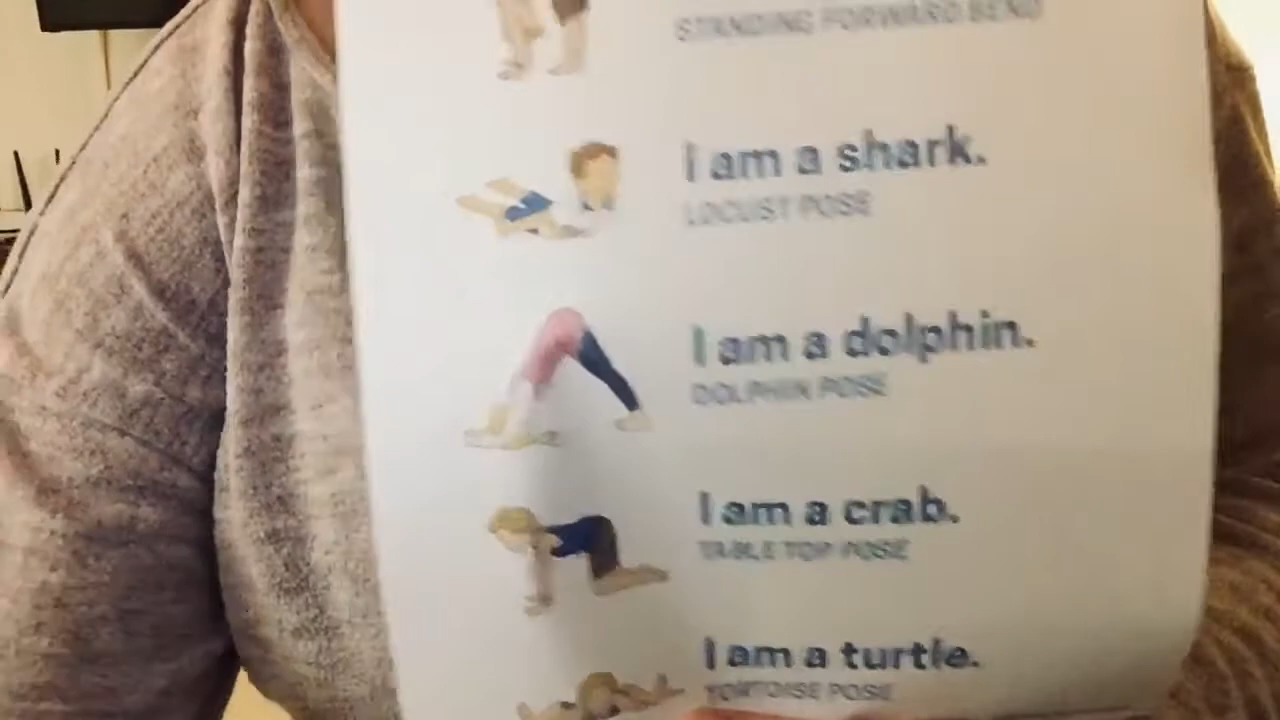 STANDING FORWARD BEND
I am a shark.
LOCUST POSE
I am a dolphin.
DOLPHIN POSE
I am a crab.
TABLE TOP POSE
I am a turtle.
TORTOISE POSE